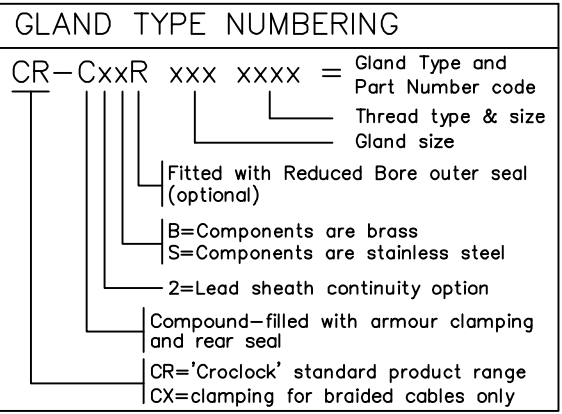 GLAND TYPE NUMBERING
CR-CxxR xxx xxxx = Gland Type and
Part Number code
Thread type & size
Gland size
Fitted with Reduced Bore outer seal
(optional)
B=Components are brass
S=Components are stainless steel
2=Lead sheath continuity option
Compound-filled with armour clamping
and rear seal
CR='Croclock' standard product range
CX=clamping for braided cables only